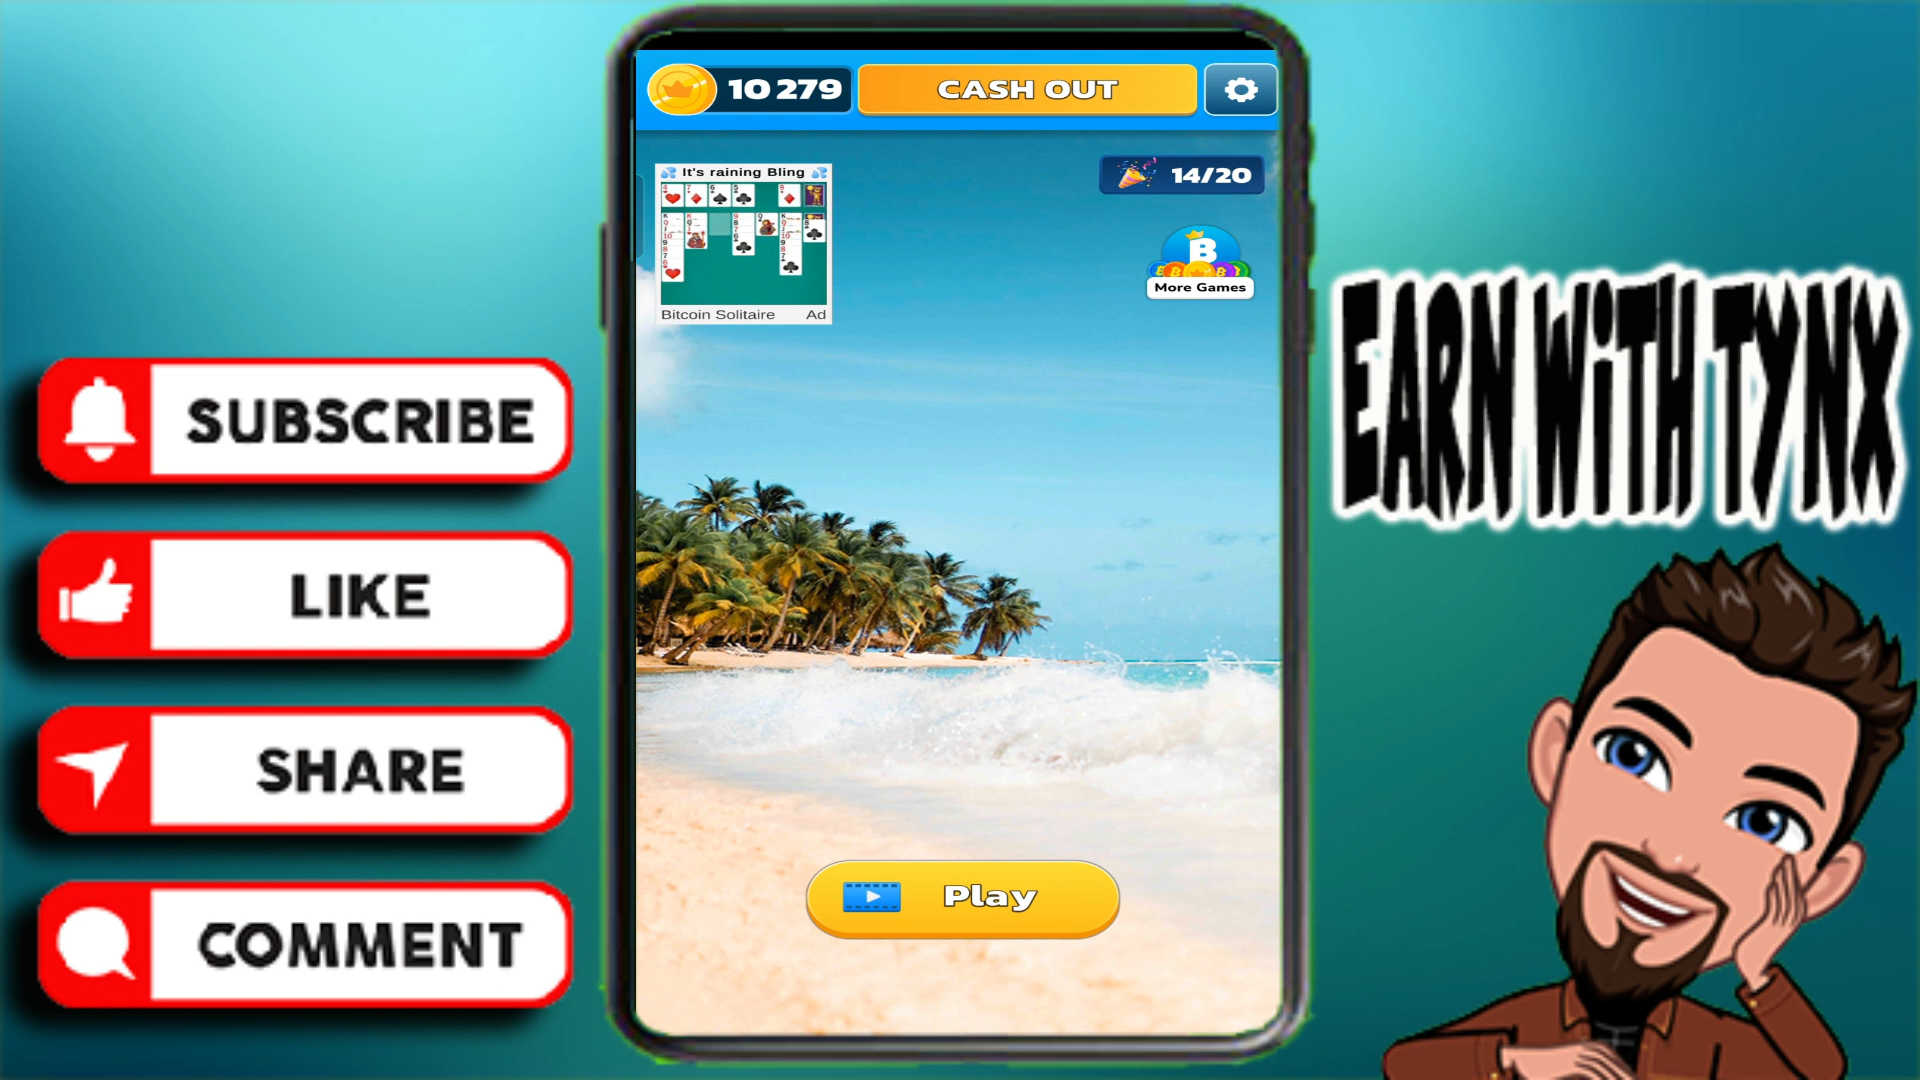 10 279
CASH OUT
It's raining Bling
14/20
B
More Games
Bitcoin Solitaire Ad
Play
SUBSCRIBE
LIKE
SHARE
COMMENT
EARN WiTH TYNX